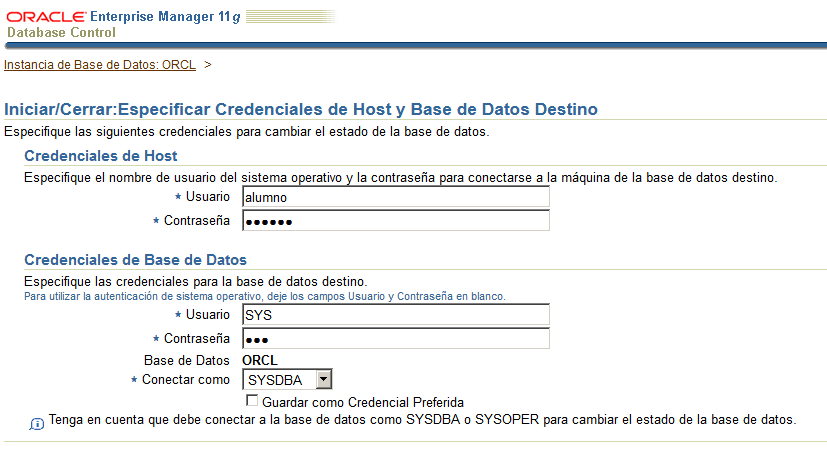 ORACLE Enterprise Manager 11g
Database Control
Instancia de Base de Datos: ORCL >
Iniciar/Cerrar:Especificar Credenciales de Host y Base de Datos Destino
Especifique las siguientes credenciales para cambiar el estado de la base de datos.
Credenciales de Host
Especifique el nombre de usuario del sistema operativo y la contraseña para conectarse a la máquina de la base de datos destino.
* Usuario alumno
* Contraseña ●●●●●●
Credenciales de Base de Datos
Especifique las credenciales para la base de datos destino.
Para utilizar la autenticación de sistema operativo, deje los campos Usuario y Contraseña en blanco.
* Usuario SYS
* Contraseña ●●●
Base de Datos ORCL
* Conectar como SYSDBA
Guardar como Credencial Preferida
Tenga en cuenta que debe conectar a la base de datos como SYSDBA o SYSOPER para cambiar el estado de la base de datos.